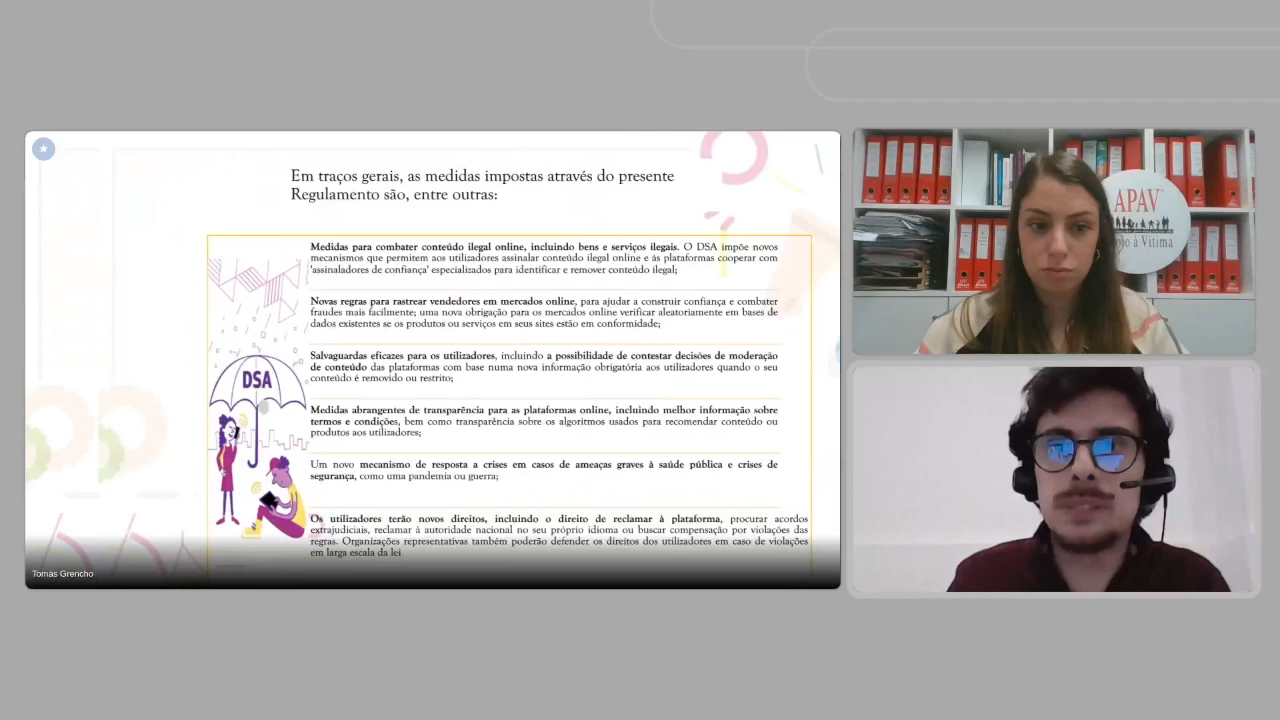 Em traços gerais, as medidas impostas através do presente
Regulamento são, entre outras:
Medidas para combater conteúdo ilegal online, incluindo bens e serviços ilegais. O DSA impõe novos
mecanismos que permitem aos utilizadores assinalar conteúdo ilegal online e às plataformas cooperar com
'assinaladores de confiança' especializados para identificar e remover conteúdo ilegal;
Novas regras para rastrear vendedores em mercados online, para ajudar a construir confiança e combater
fraudes mais facilmente; uma nova obrigação para os mercados online verificar aleatoriamente em bases de
dados existentes se os produtos ou serviços em seus sites estão em conformidade;
Salvaguardas eficazes para os utilizadores, incluindo a possibilidade de contestar decisões de moderação
de conteúdo das plataformas com base numa nova informação obrigatória aos utilizadores quando o seu
conteúdo é removido ou restrito;
DSA
Medidas abrangentes de transparência para as plataformas online, incluindo melhor informação sobre
termos e condições, bem como transparência sobre os algoritmos usados para recomendar conteúdo ou
produtos aos utilizadores;
Um novo mecanismo de resposta a crises em casos de ameaças graves à saúde pública e crises de
segurança, como uma pandemia ou guerra;
Os utilizadores terão novos direitos, incluindo o direito de reclamar à plataforma, procurar acordos
extrajudiciais, reclamar à autoridade nacional no seu próprio idioma ou buscar compensação por violações das
regras. Organizações representativas também poderão defender os direitos dos utilizadores em caso de violações
em larga escala da lei
Tomás Grencho
APAV
à Vítima